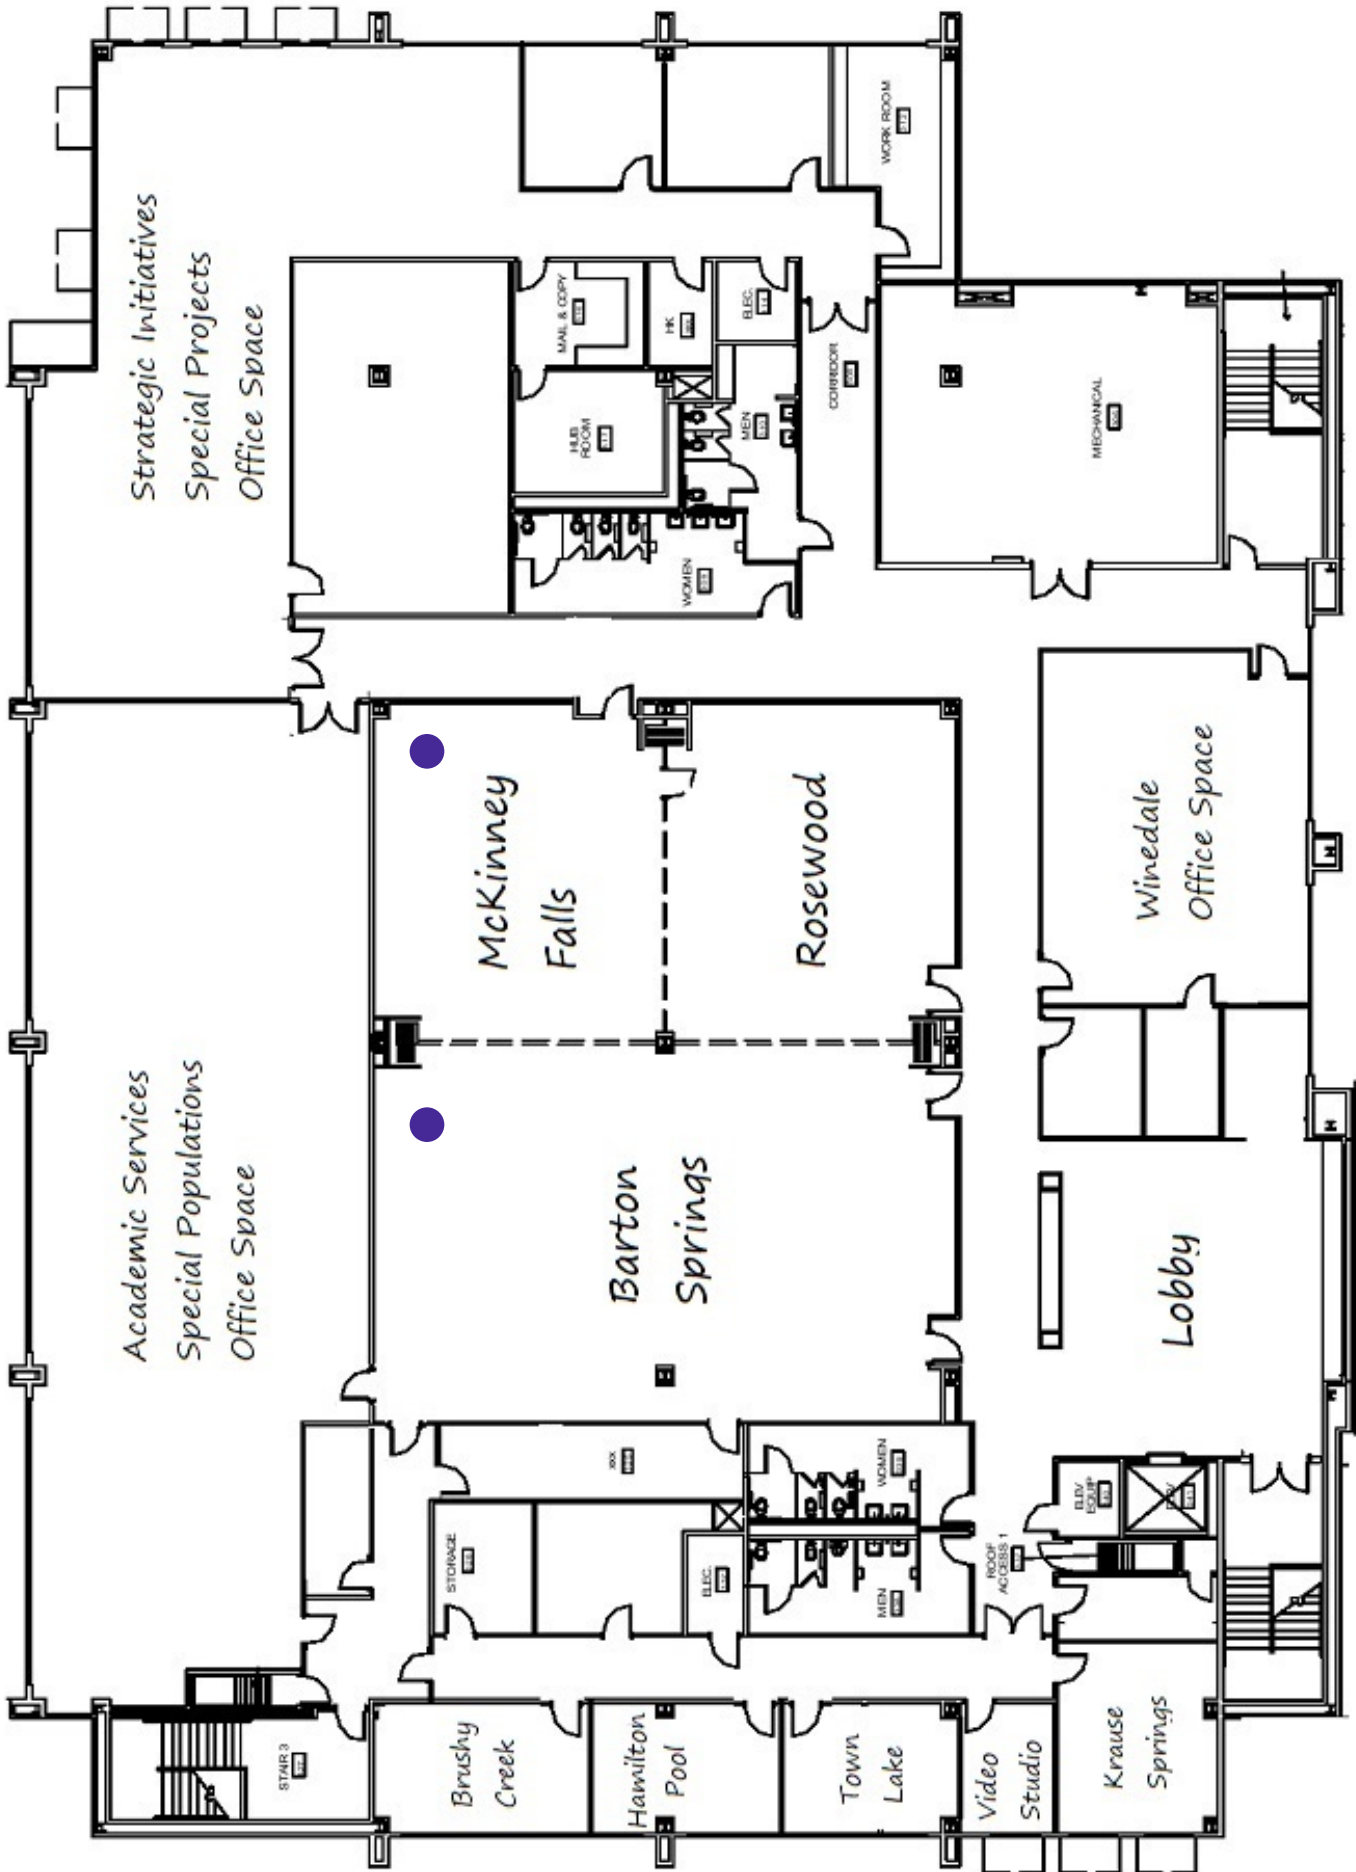 Strategic Initiatives
Special Projects
Office Space
WORK ROOM
MAIL & COPY
HK
ELEC.
HUB
ROOM
MEN
WOMEN
CORRIDOR
MECHANICAL
McKinney
Falls
Rosewood
Winedale
Office Space
Academic Services
Special Populations
Office Space
Barton
Springs
Lobby
XXX
WOMEN
ELEV
EQUIP
ELEV
STORAGE
ELEC.
MEN
ROOF
ACCESS 1
STAIR 3
Brushy
Creek
Hamilton
Pool
Town
Lake
Video
Studio
Krause
Springs